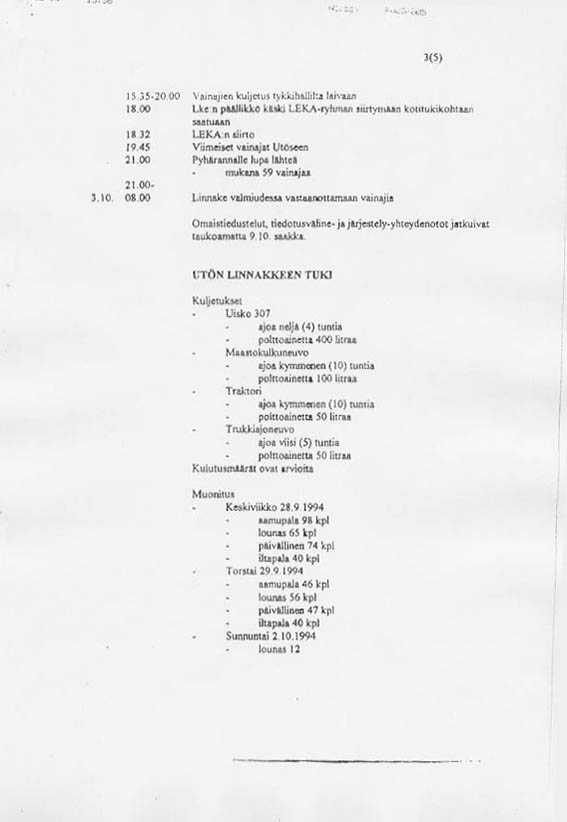 3(5)
15.35-20.00 Vainajien kuljetus tykkihallilta laivaan
18.00 Lke:n päällikkö käski LEKA-ryhmän siirtymään kotitukikohtaan
saatuaan
18.32 LEKA:n siirto
19.45 Viimeiset vainajat Utöseen
21.00 Pyhärannalle lupa lähteä
- mukana 59 vainajaa
21.00-
3.10. 08.00 Linnake valmiudessa vastaanottamaan vainajia
Omaistiedustelut, tiedotusväline- ja järjestely-yhteydenotot jatkuivat
taukoamatta 9.10. saakka.
UTÖN LINNAKKEEN TUKI
Kuljetukset
- Uisko 307
- ajoa neljä (4) tuntia
- polttoainetta 400 litraa
- Maastokulkuneuvo
- ajoa kymmenen (10) tuntia
- polttoainetta 100 litraa
- Traktori
- ajoa kymmenen (10) tuntia
- polttoainetta 50 litraa
- Trukkiajoneuvo
- ajoa viisi (5) tuntia
- polttoainetta 50 litraa
Kulutusmäärät ovat arvioita
Muonitus
- Keskiviikko 28.9.1994
- aamupala 98 kpl
- lounas 65 kpl
- päivällinen 74 kpl
- iltapala 40 kpl
- Torstai 29.9.1994
- aamupala 46 kpl
- lounas 56 kpl
- päivällinen 47 kpl
- iltapala 40 kpl
- Sunnuntai 2.10.1994
- lounas 12